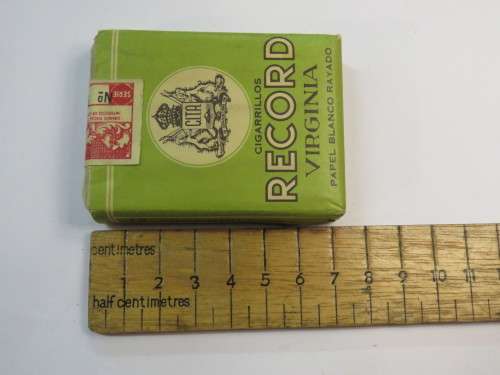 CIGARRILLOS
RECORD
VIRGINIA
PAPEL BLANCO RAYADO
CITA
SERIE
No
centimetres
1 2 3 4 5 6 7 8 9 10 11
half centimetres